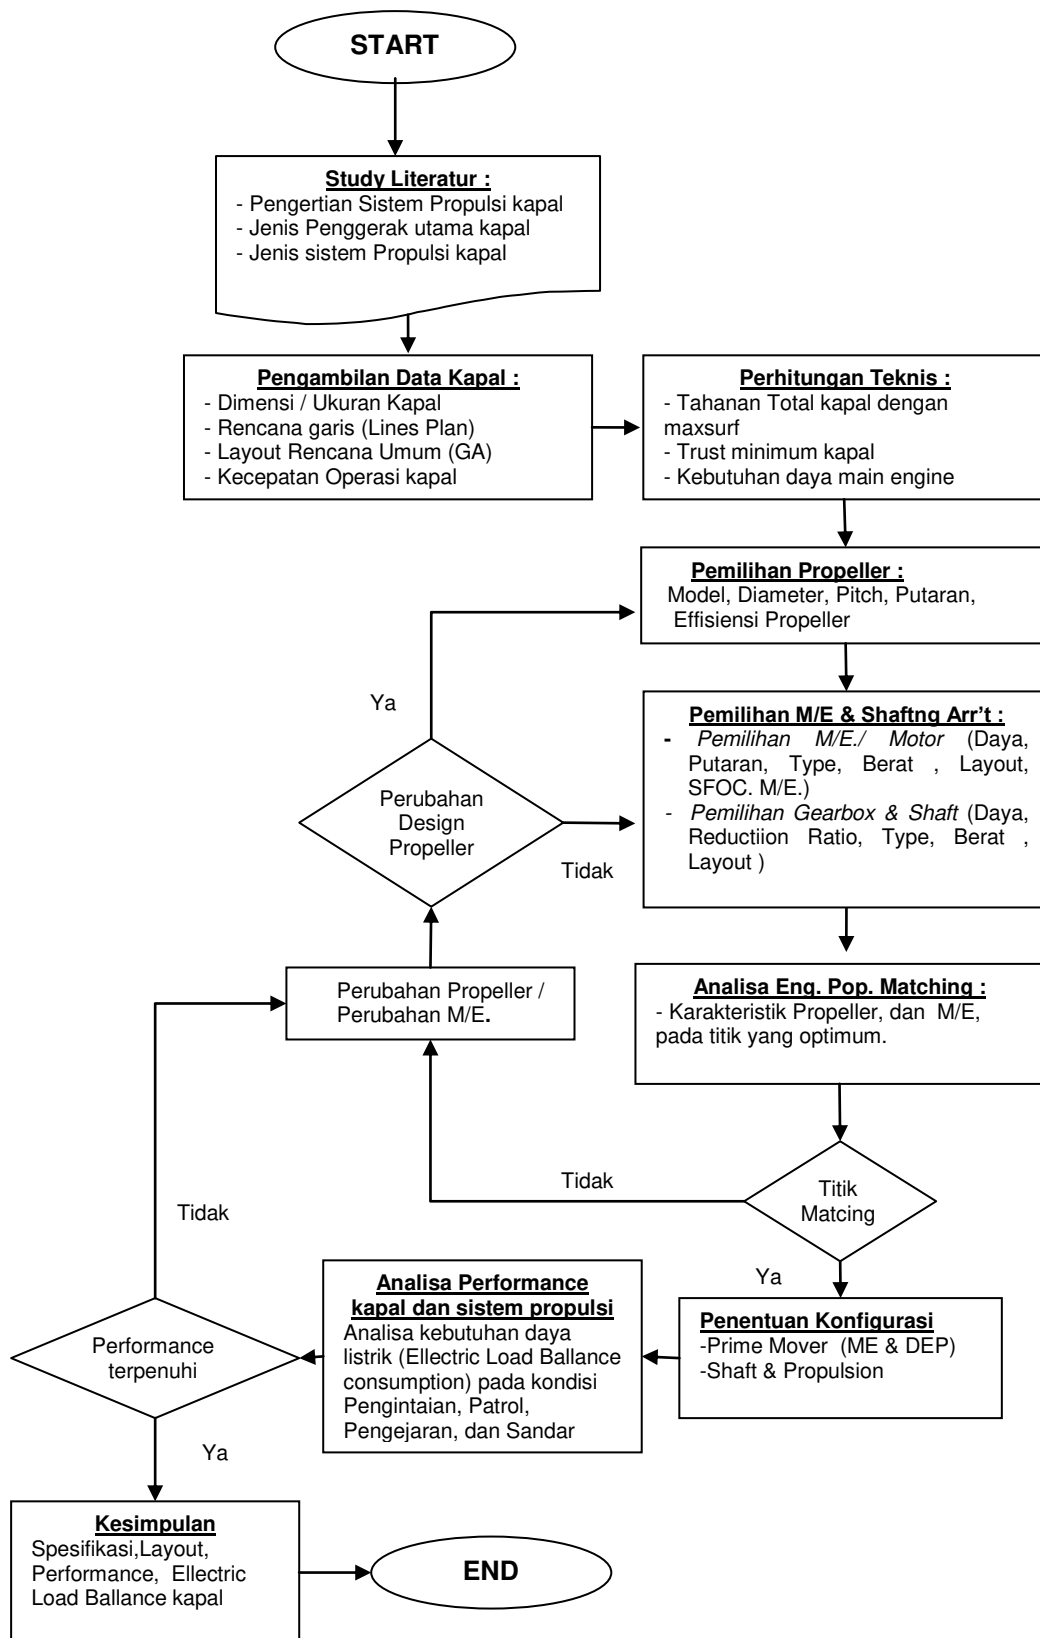 START
Study Literatur :
- Pengertian Sistem Propulsi kapal
- Jenis Penggerak utama kapal
- Jenis sistem Propulsi kapal
Pengambilan Data Kapal :
- Dimensi / Ukuran Kapal
- Rencana garis (Lines Plan)
- Layout Rencana Umum (GA)
- Kecepatan Operasi kapal
Perhitungan Teknis :
- Tahanan Total kapal dengan
maxsurf
- Trust minimum kapal
- Kebutuhan daya main engine
Pemilihan Propeller :
Model, Diameter, Pitch, Putaran,
Effisiensi Propeller
Ya
Pemilihan M/E & Shaftng Arr't :
- Pemilihan M/E./ Motor (Daya,
Putaran, Type, Berat , Layout,
SFOC. M/E.)
- Pemilihan Gearbox & Shaft (Daya,
Reductiion Ratio, Type, Berat ,
Layout )
Perubahan
Design
Propeller
Tidak
Perubahan Propeller /
Perubahan M/E.
Analisa Eng. Pop. Matching :
- Karakteristik Propeller, dan M/E,
pada titik yang optimum.
Tidak
Titik
Matcing
Tidak
Ya
Penentuan Konfigurasi
-Prime Mover (ME & DEP)
-Shaft & Propulsion
Analisa Performance
kapal dan sistem propulsi
Analisa kebutuhan daya
listrik (Ellectric Load Ballance
consumption) pada kondisi
Pengintaian, Patrol,
Pengejaran, dan Sandar
Performance
terpenuhi
Ya
Kesimpulan
Spesifikasi,Layout,
Performance, Ellectric
Load Ballance kapal
END